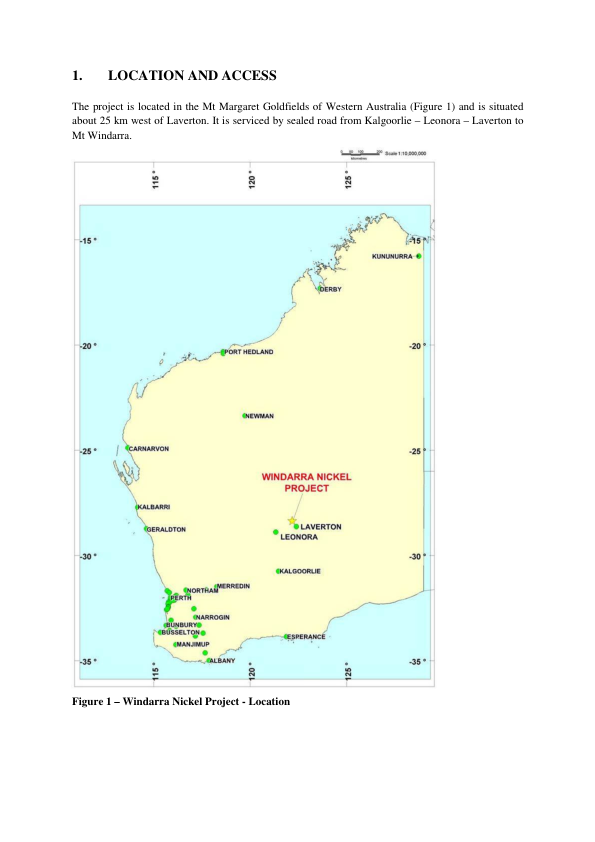 1. LOCATION AND ACCESS
The project is located in the Mt Margaret Goldfields of Western Australia (Figure 1) and is situated
about 25 km west of Laverton. It is serviced by sealed road from Kalgoorlie – Leonora – Laverton to
Mt Windarra.
0 50 100 200 Scale 1:10,000,000
kilometres
115 °
120 °
125 °
-15 ° -15 °
KUNUNURRA
DERBY
-20 ° -20 °
PORT HEDLAND
NEWMAN
CARNARVON
-25 ° -25 °
WINDARRA NICKEL
PROJECT
KALBARRI
LAVERTON
GERALDTON
LEONORA
-30 ° -30 °
KALGOORLIE
MERREDIN
NORTHAM
PERTH
NARROGIN
BUNBURY
BUSSELTON
ESPERANCE
MANJIMUP
ALBANY
-35 ° -35 °
115 °
120 °
125 °
Figure 1 – Windarra Nickel Project - Location